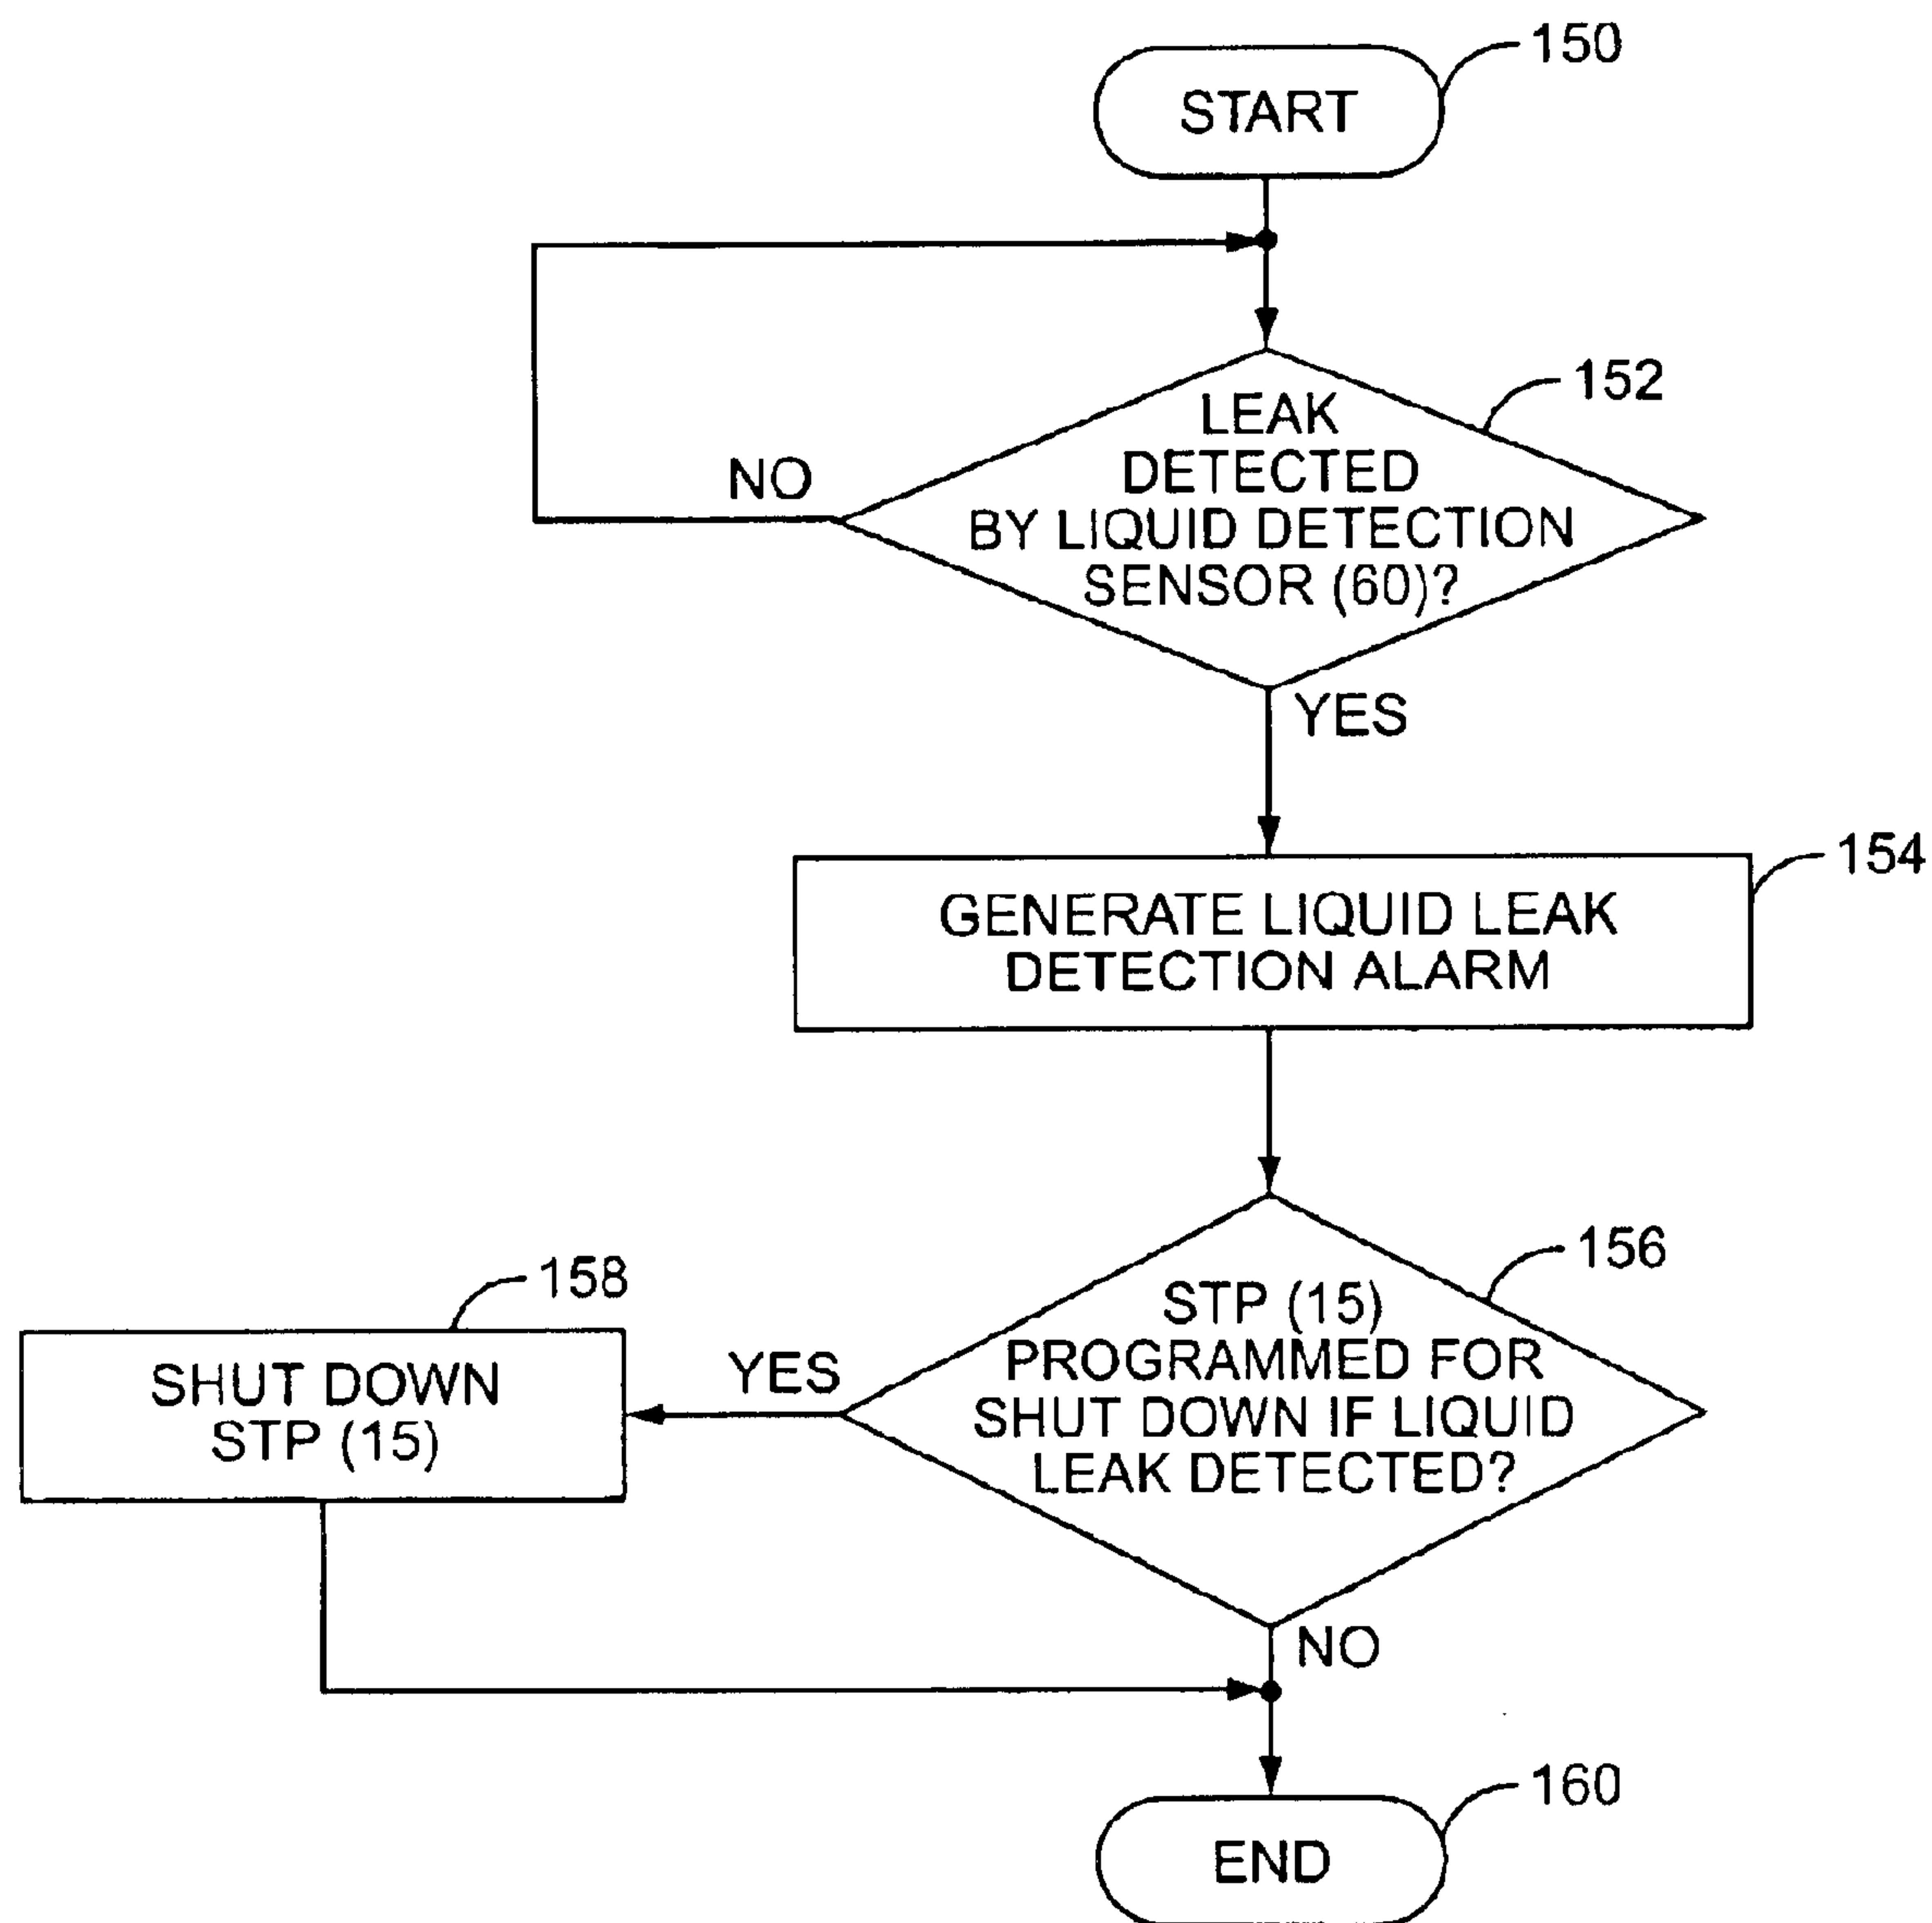 150
START
152
LEAK
DETECTED
BY LIQUID DETECTION
SENSOR (60)?
NO
YES
154
GENERATE LIQUID LEAK
DETECTION ALARM
156
STP (15)
PROGRAMMED FOR
SHUT DOWN IF LIQUID
LEAK DETECTED?
YES
158
SHUT DOWN
STP (15)
NO
160
END